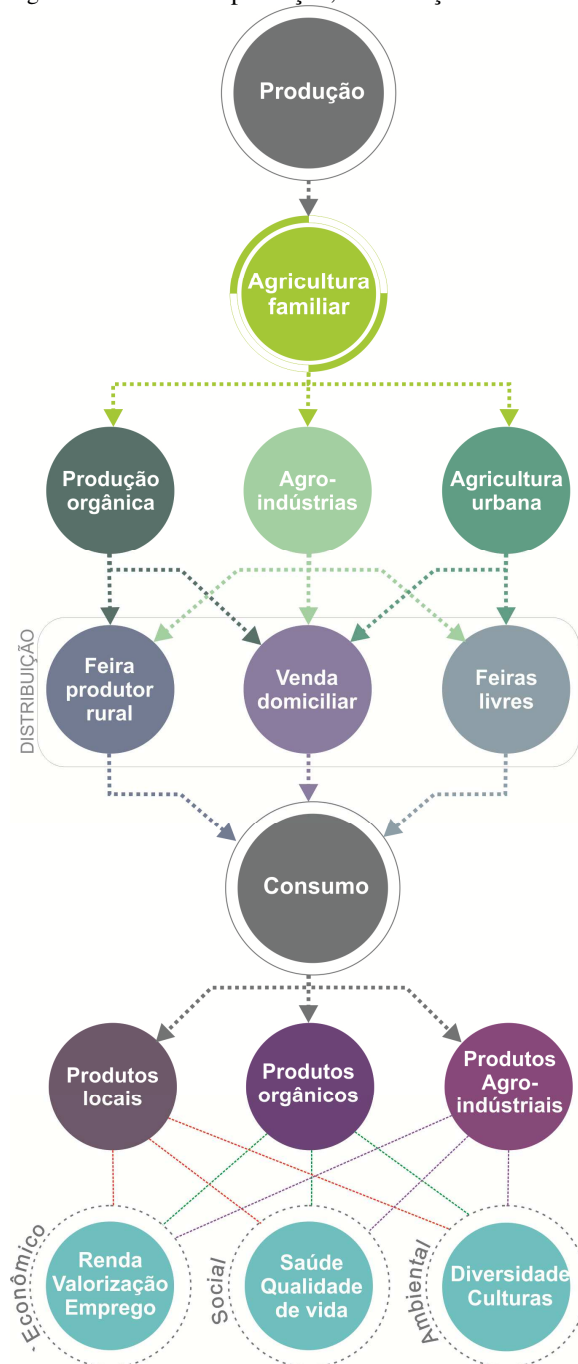 Produção
Agricultura
familiar
Produção
orgânica
Agro-
indústrias
Agricultura
urbana
DISTRIBUIÇÃO
Feira
produtor
rural
Venda
domiciliar
Feiras
livres
Consumo
Produtos
locais
Produtos
orgânicos
Produtos
Agro-
indústriais
Econômico
Renda
Valorização
Emprego
Social
Saúde
Qualidade
de vida
Ambiental
Diversidade
Culturas